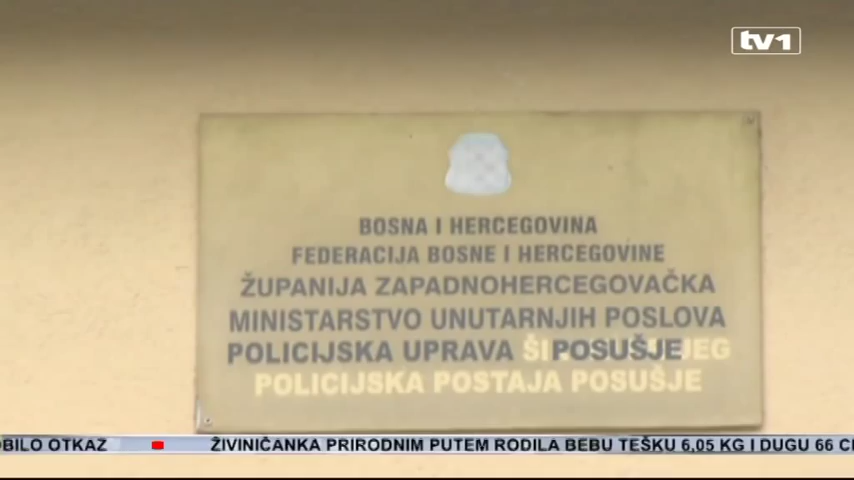 tv1
BOSNA I HERCEGOVINA
FEDERACIJA BOSNE I HERCEGOVINE
ŽUPANIJA ZAPADNOHERCEGOVAČKA
MINISTARSTVO UNUTARNJIH POSLOVA
POLICIJSKA UPRAVA POSUŠJE
POLICIJSKA POSTAJA POSUŠJE
OTKAZ ŽIVINIČANKA PRIRODNIM PUTEM RODILA BEBU TEŠKU 6,05 KG I DUGU 66